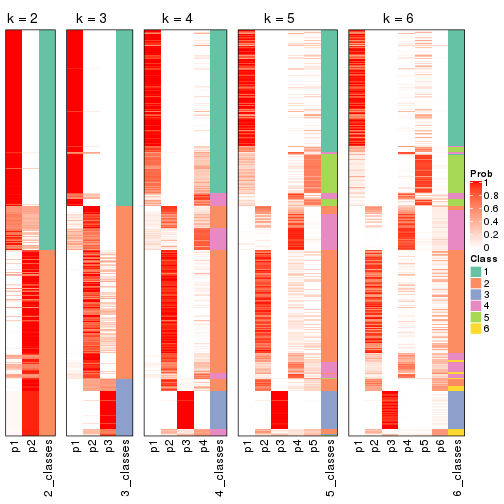 k = 2
k = 3
k = 4
k = 5
k = 6
Prob
1
0.8
0.6
0.4
0.2
0
Class
1
2
3
4
5
6
p1
p2
2_classes
p1
p2
p3
3_classes
p1
p2
p3
p4
4_classes
p1
p2
p3
p4
p5
5_classes
p1
p2
p3
p4
p5
p6
6_classes